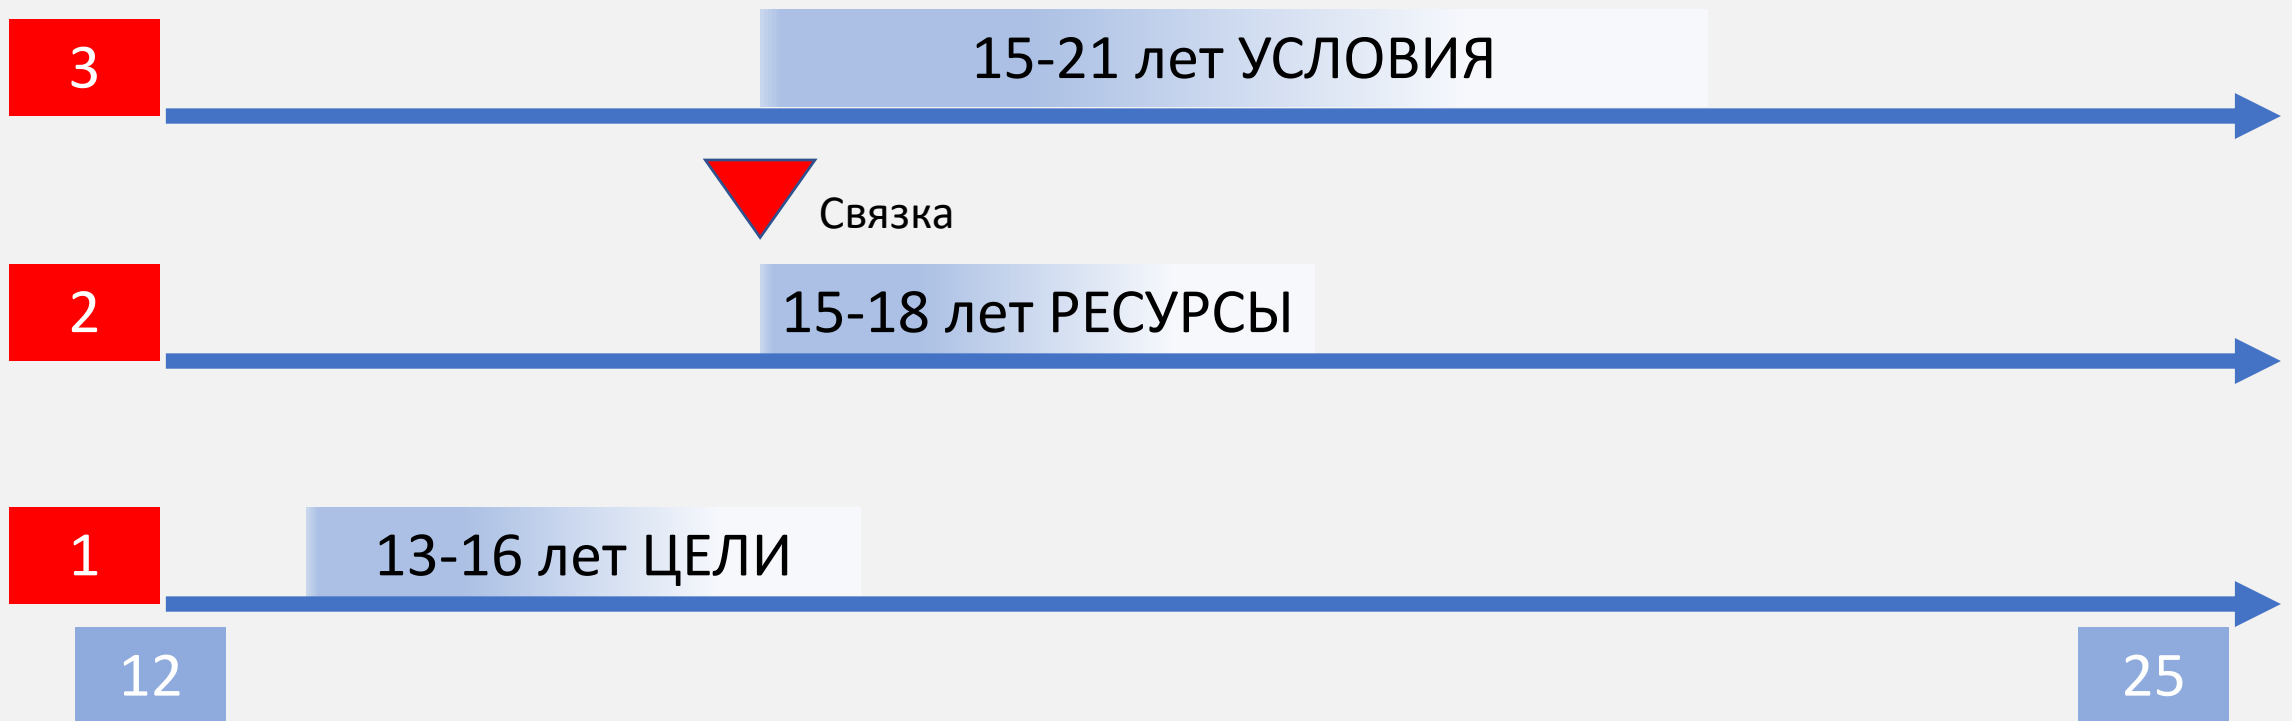 3
15-21 лет УСЛОВИЯ
Связка
2
15-18 лет РЕСУРСЫ
1
13-16 лет ЦЕЛИ
12
25